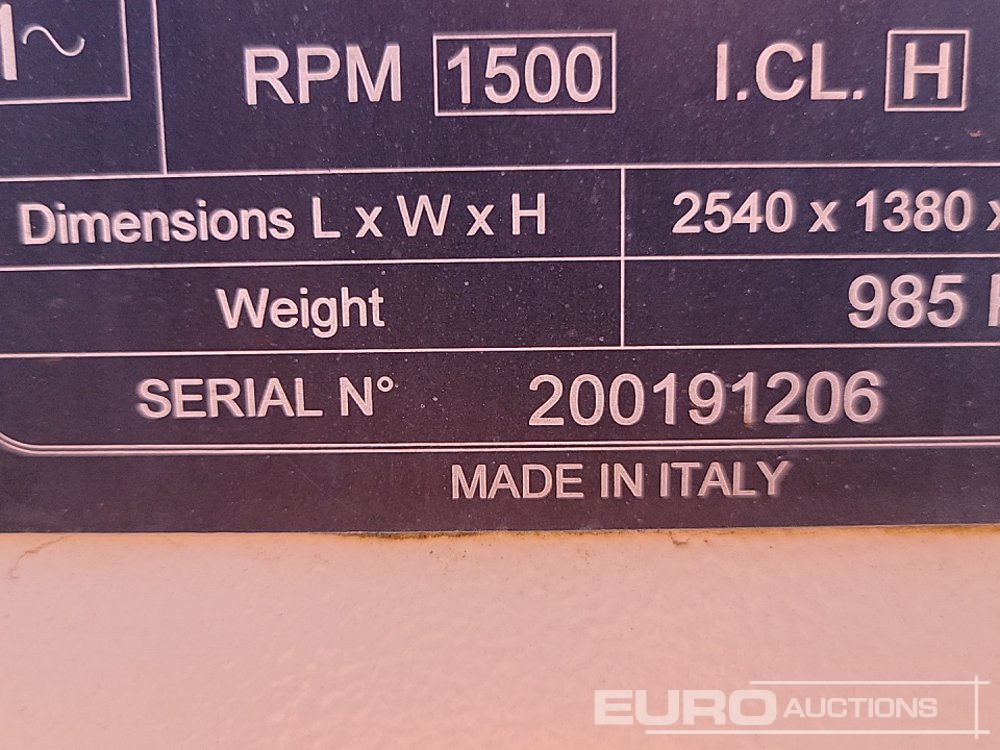 RPM 1500 I.CL. H
Dimensions L x W x H 2540 x 1380 x
Weight 985
SERIAL N° 200191206
MADE IN ITALY
EURO AUCTIONS